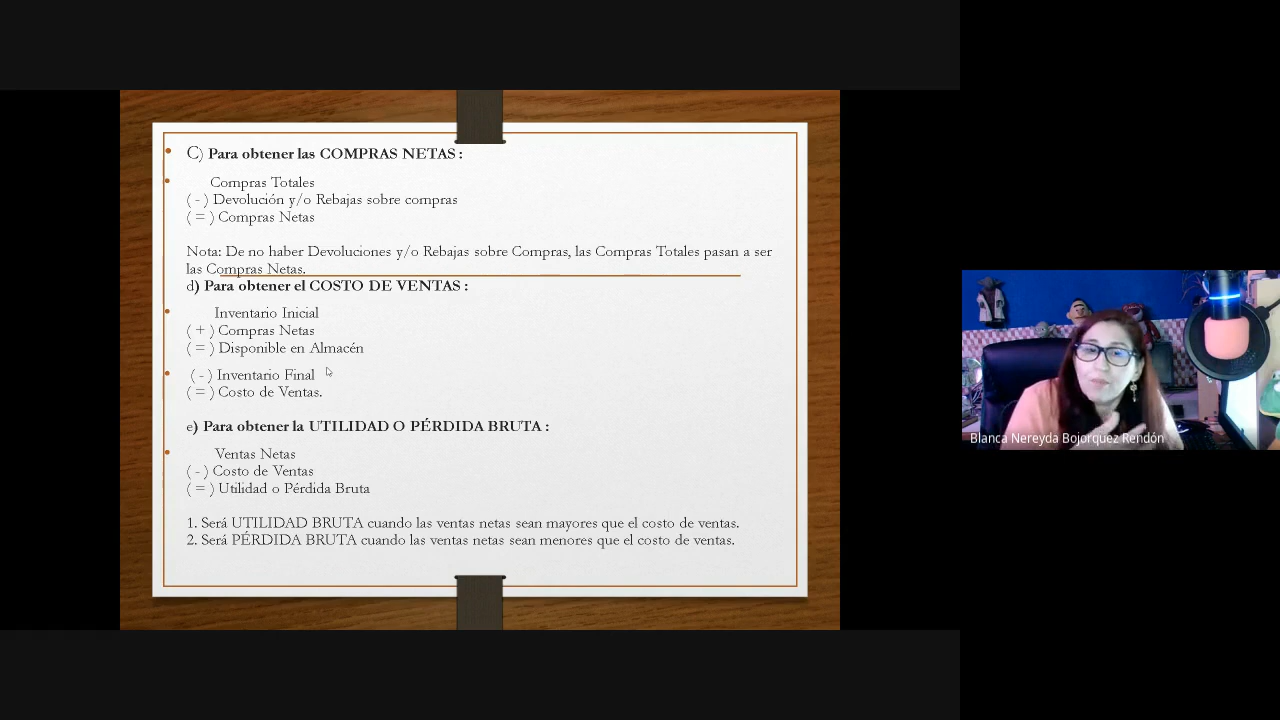 C) Para obtener las COMPRAS NETAS :
Compras Totales
( - ) Devolución y/o Rebajas sobre compras
( = ) Compras Netas
Nota: De no haber Devoluciones y/o Rebajas sobre Compras, las Compras Totales pasan a ser
las Compras Netas.
d) Para obtener el COSTO DE VENTAS :
Inventario Inicial
( + ) Compras Netas
( = ) Disponible en Almacén
( - ) Inventario Final
( = ) Costo de Ventas.
e) Para obtener la UTILIDAD O PÉRDIDA BRUTA :
Ventas Netas
( - ) Costo de Ventas
( = ) Utilidad o Pérdida Bruta
1. Será UTILIDAD BRUTA cuando las ventas netas sean mayores que el costo de ventas.
2. Será PÉRDIDA BRUTA cuando las ventas netas sean menores que el costo de ventas.
Blanca Nereyda Bojorquez Rendón